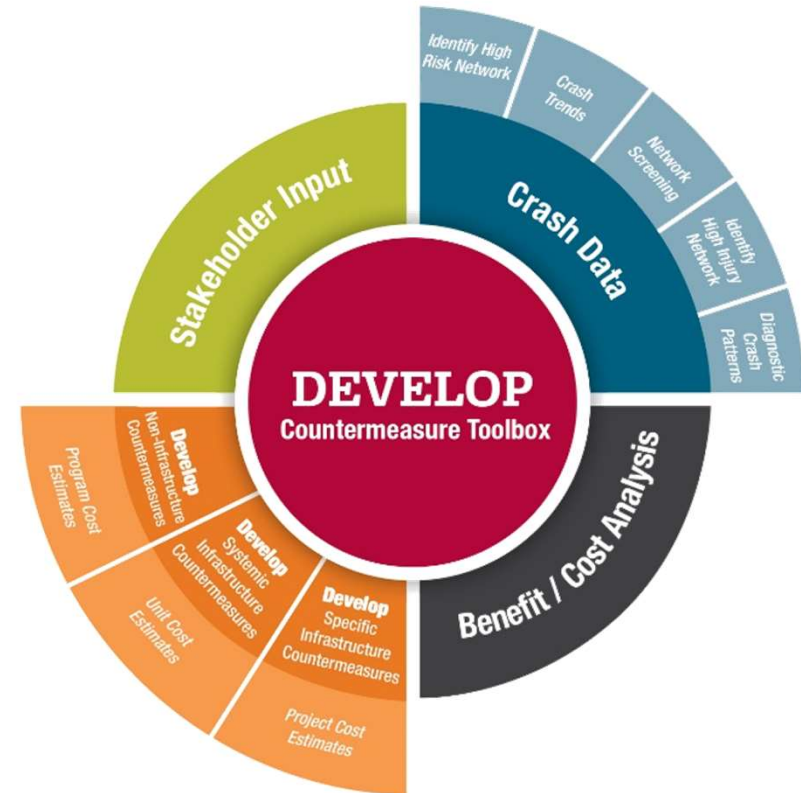 Identify High
Risk Network
Crash
Trends
Network
Screening
Identify
High Injury
Network
Diagnostic
Crash
Patterns
Stakeholder Input
Crash Data
DEVELOP
Countermeasure Toolbox
Develop
Non-Infrastructure
Countermeasures
Program Cost
Estimates
Develop
Systemic
Infrastructure
Countermeasures
Unit Cost
Estimates
Develop
Specific
Infrastructure
Countermeasures
Project Cost
Estimates
Benefit / Cost Analysis